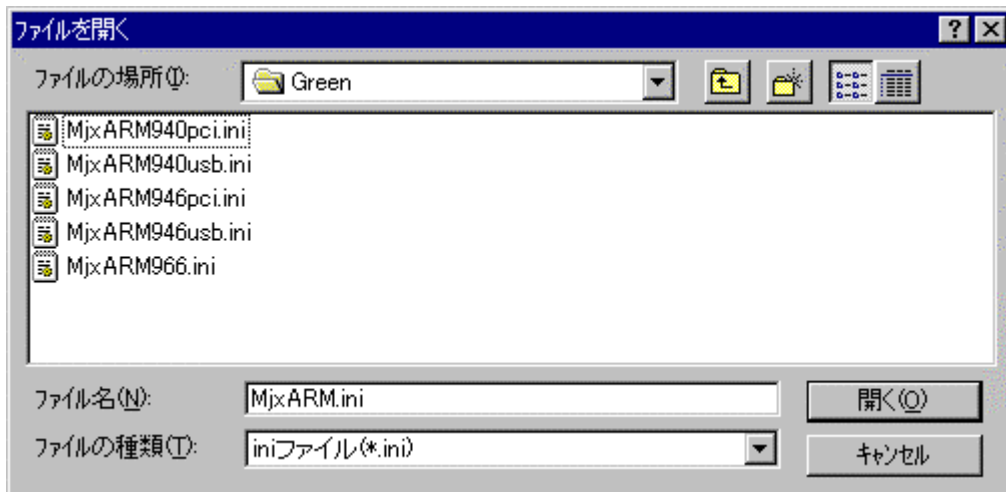 ファイルを開く
ファイルの場所(I): Green
MjxARM940pci.ini
MjxARM940usb.ini
MjxARM946pci.ini
MjxARM946usb.ini
MjxARM966.ini
ファイル名(N): MjxARM.ini 開く(O)
ファイルの種類(T): iniファイル(*.ini) キャンセル